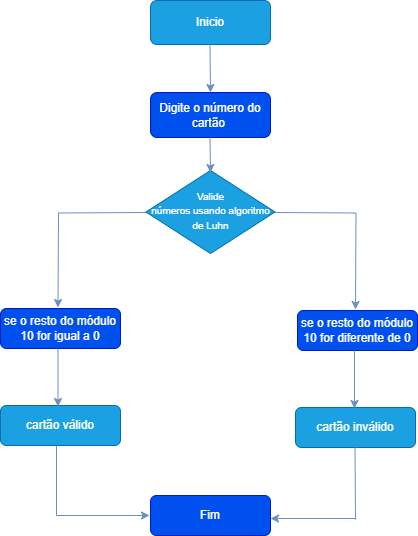 Inicio
Digite o número do
cartão
Valide
números usando algoritmo
de Luhn
se o resto do módulo
10 for igual a 0
se o resto do módulo
10 for diferente de 0
cartão válido
cartão inválido
Fim